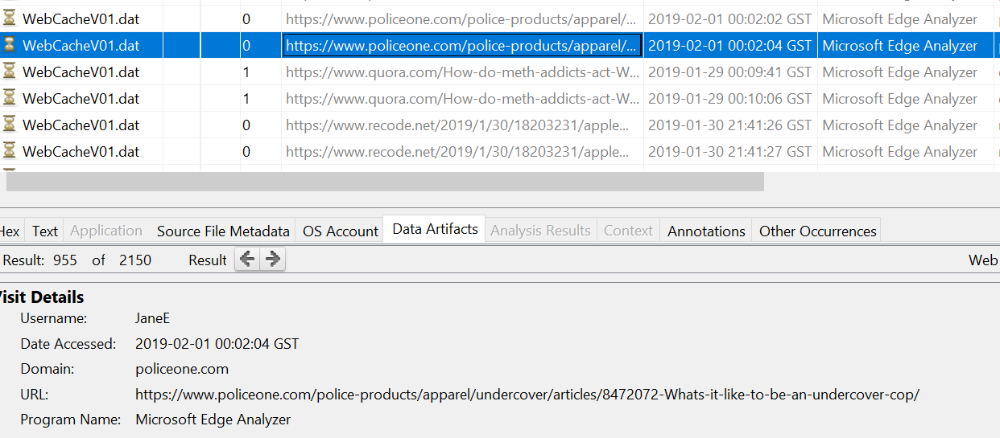 WebCacheV01.dat 0 https://www.policeone.com/police-products/apparel/... 2019-02-01 00:02:02 GST Microsoft Edge Analyzer
WebCacheV01.dat 0 https://www.policeone.com/police-products/apparel/... 2019-02-01 00:02:04 GST Microsoft Edge Analyzer
WebCacheV01.dat 1 https://www.quora.com/How-do-meth-addicts-act-W... 2019-01-29 00:09:41 GST Microsoft Edge Analyzer
WebCacheV01.dat 1 https://www.quora.com/How-do-meth-addicts-act-W... 2019-01-29 00:10:06 GST Microsoft Edge Analyzer
WebCacheV01.dat 0 https://www.recode.net/2019/1/30/18203231/apple... 2019-01-30 21:41:26 GST Microsoft Edge Analyzer
WebCacheV01.dat 0 https://www.recode.net/2019/1/30/18203231/apple... 2019-01-30 21:41:27 GST Microsoft Edge Analyzer
Hex Text Application Source File Metadata OS Account Data Artifacts Analysis Results Context Annotations Other Occurrences
Result: 955 of 2150 Result Web
Visit Details
Username: JaneE
Date Accessed: 2019-02-01 00:02:04 GST
Domain: policeone.com
URL: https://www.policeone.com/police-products/apparel/undercover/articles/8472072-Whats-it-like-to-be-an-undercover-cop/
Program Name: Microsoft Edge Analyzer